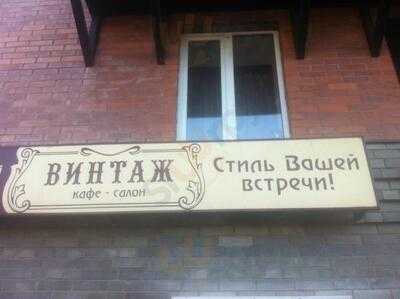 ВИНТАЖ
кафе - салон
Стиль Вашей
встречи!